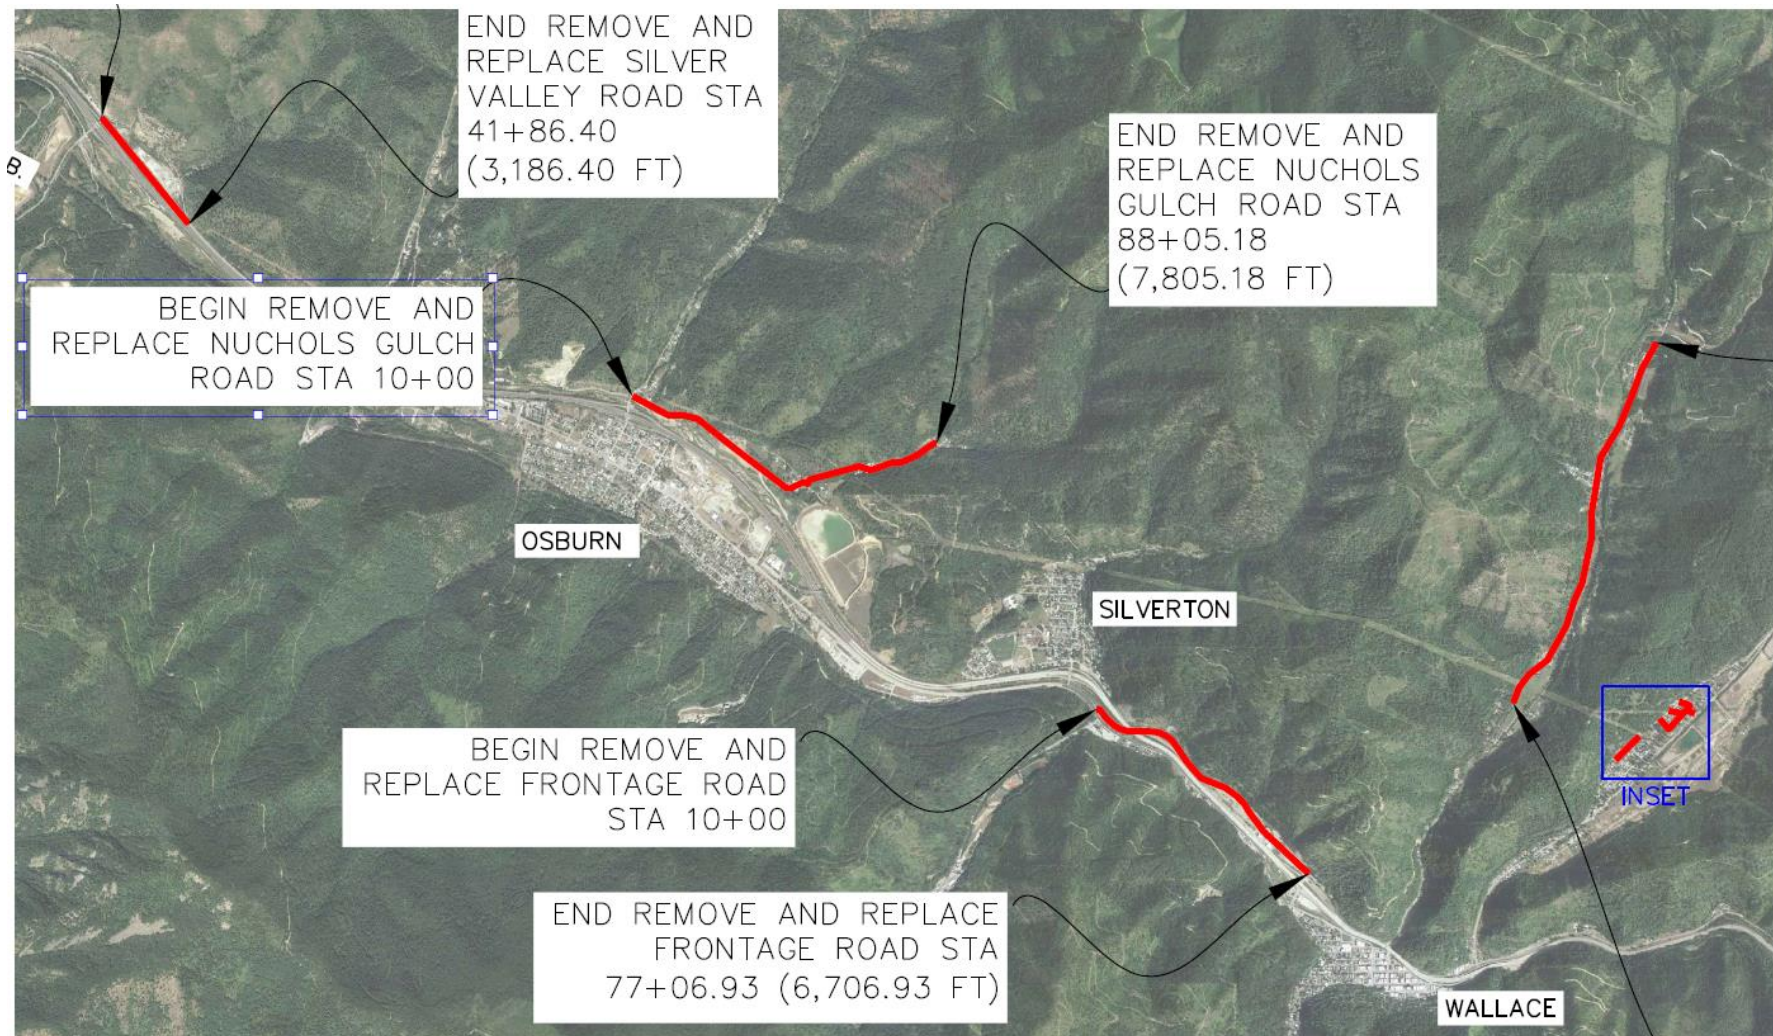 END REMOVE AND
REPLACE SILVER
VALLEY ROAD STA
41+86.40
(3,186.40 FT)
END REMOVE AND
REPLACE NUCHOLS
GULCH ROAD STA
88+05.18
(7,805.18 FT)
B.
BEGIN REMOVE AND
REPLACE NUCHOLS GULCH
ROAD STA 10+00
OSBURN
SILVERTON
BEGIN REMOVE AND
REPLACE FRONTAGE ROAD
STA 10+00
INSET
END REMOVE AND REPLACE
FRONTAGE ROAD STA
77+06.93 (6,706.93 FT)
WALLACE